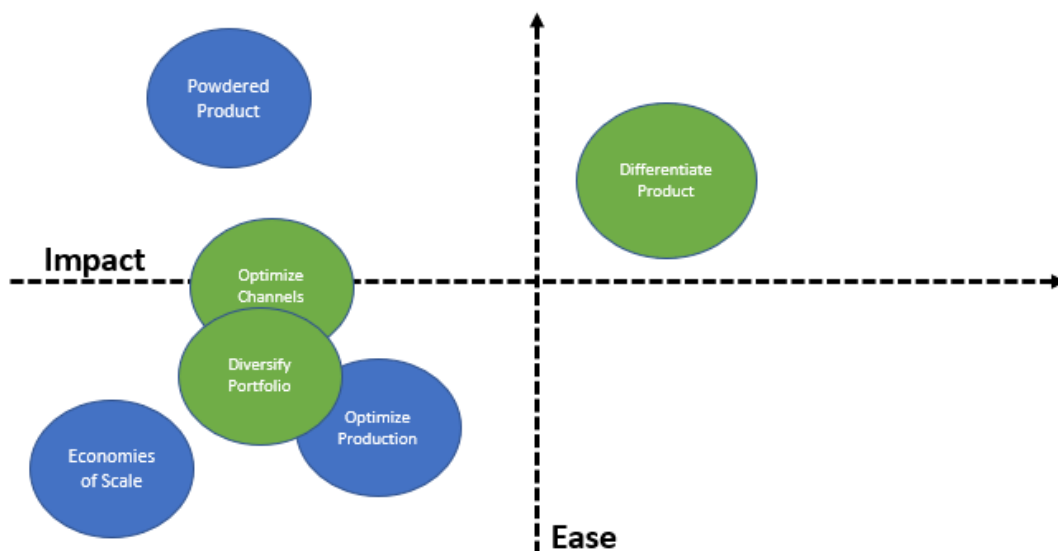 Powdered
Product
Differentiate
Product
Impact
Optimize
Channels
Diversify
Portfolio
Optimize
Production
Economies
of Scale
Ease